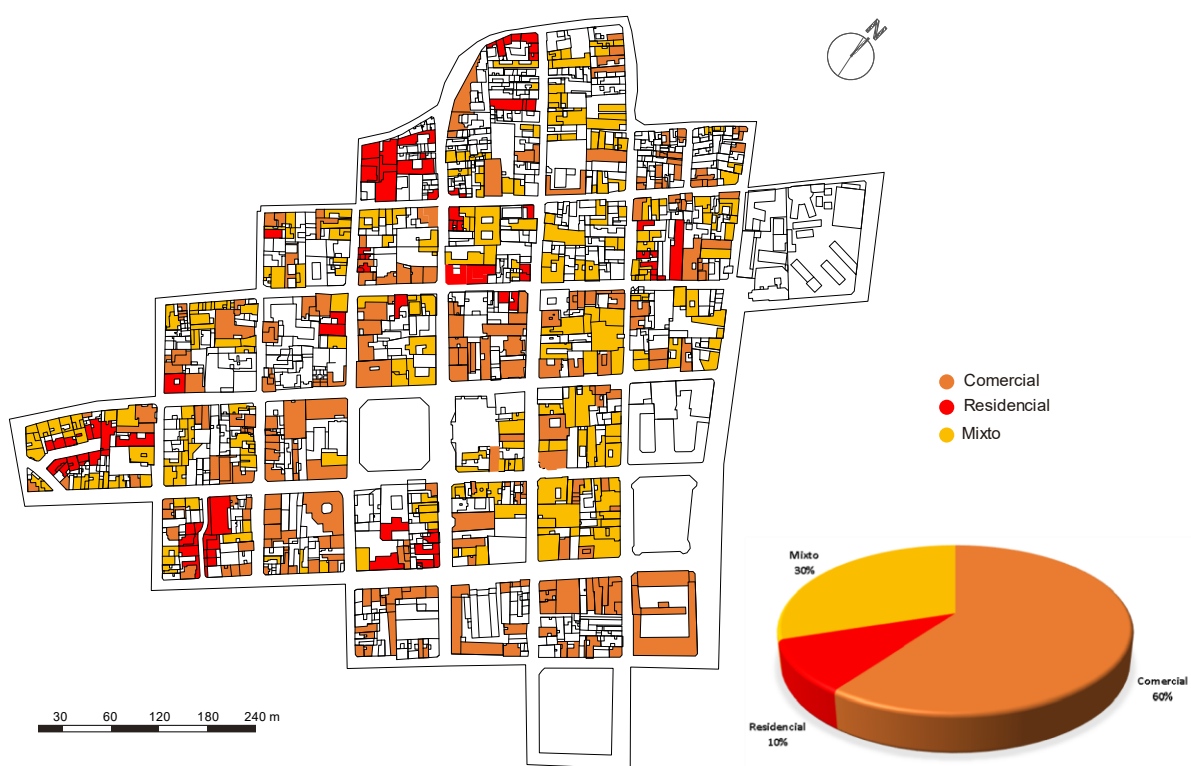 N
Comercial
Residencial
Mixto
Mixto
30%
Comercial
60%
Residencial
10%
30 60 120 180 240 m